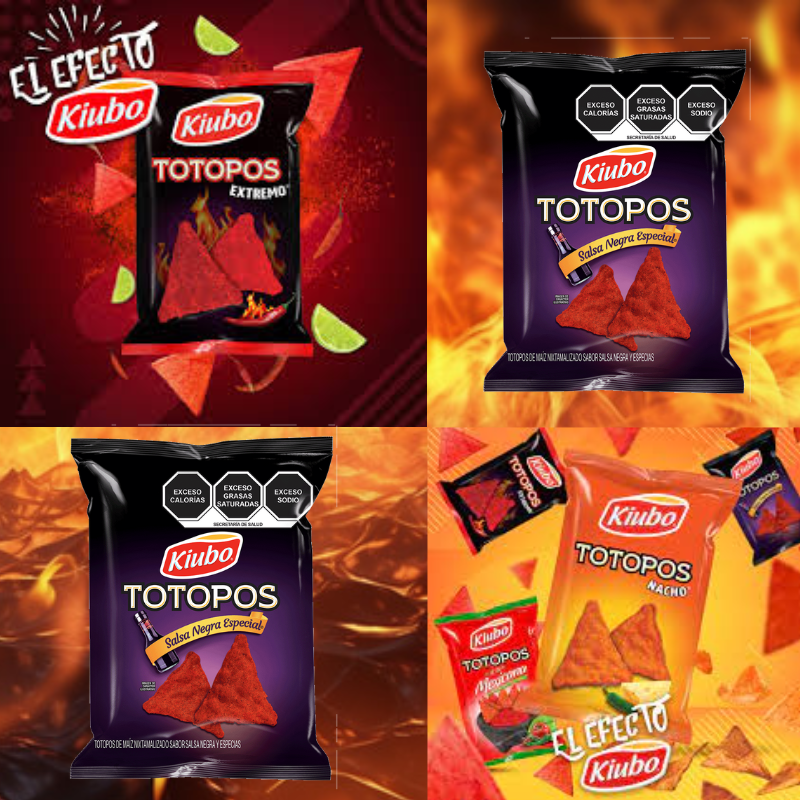 EL EFECTO
Kiubo
Kiubo
TOTOPOS
EXTREMO
EXCESO
CALORÍAS
EXCESO
GRASAS
SATURADAS
EXCESO
SODIO
SECRETARÍA DE SALUD
Kiubo
TOTOPOS
Salsa Negra Especial
TOTOPOS DE MAÍZ NIXTAMALIZADO SABOR SALSA NEGRA Y ESPECIAS
EXCESO
CALORÍAS
EXCESO
GRASAS
SATURADAS
EXCESO
SODIO
SECRETARÍA DE SALUD
Kiubo
TOTOPOS
Salsa Negra Especial
TOTOPOS DE MAÍZ NIXTAMALIZADO SABOR SALSA NEGRA Y ESPECIAS
Kiubo
TOTOPOS
EXTREMO
Kiubo
TOTOPOS
NACHO
Kiubo
TOTOPOS
Kiubo
TOTOPOS
Mexicana
EL EFECTO
Kiubo